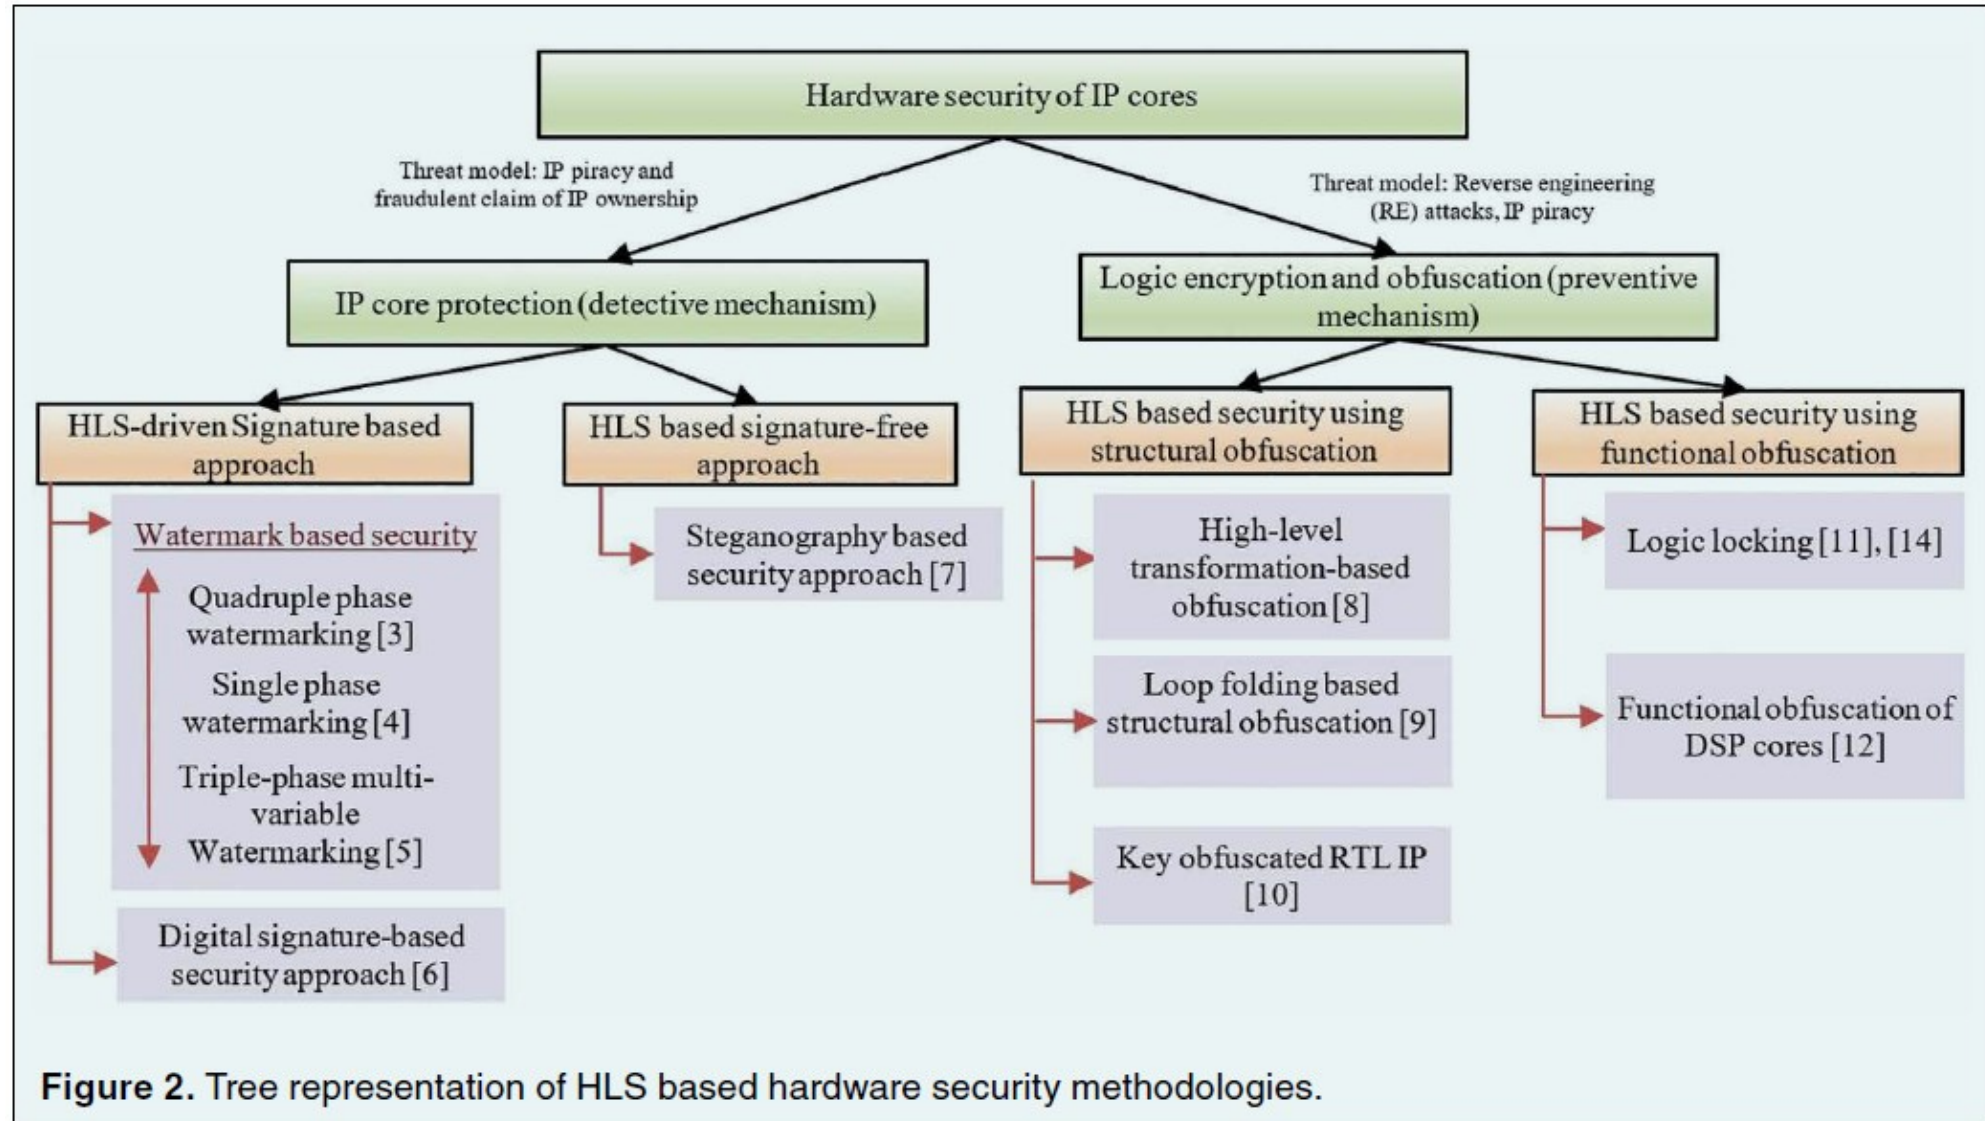 Hardware security of IP cores
Threat model: IP piracy and
fraudulent claim of IP ownership
Threat model: Reverse engineering
(RE) attacks, IP piracy
IP core protection (detective mechanism)
Logic encryption and obfuscation (preventive
mechanism)
HLS-driven Signature based
approach
HLS based signature-free
approach
HLS based security using
structural obfuscation
HLS based security using
functional obfuscation
Watermark based security
Quadruple phase
watermarking [3]
Single phase
watermarking [4]
Triple-phase multi-
variable
Watermarking [5]
Digital signature-based
security approach [6]
Steganography based
security approach [7]
High-level
transformation-based
obfuscation [8]
Loop folding based
structural obfuscation [9]
Key obfuscated RTL IP
[10]
Logic locking [11], [14]
Functional obfuscation of
DSP cores [12]
Figure 2. Tree representation of HLS based hardware security methodologies.